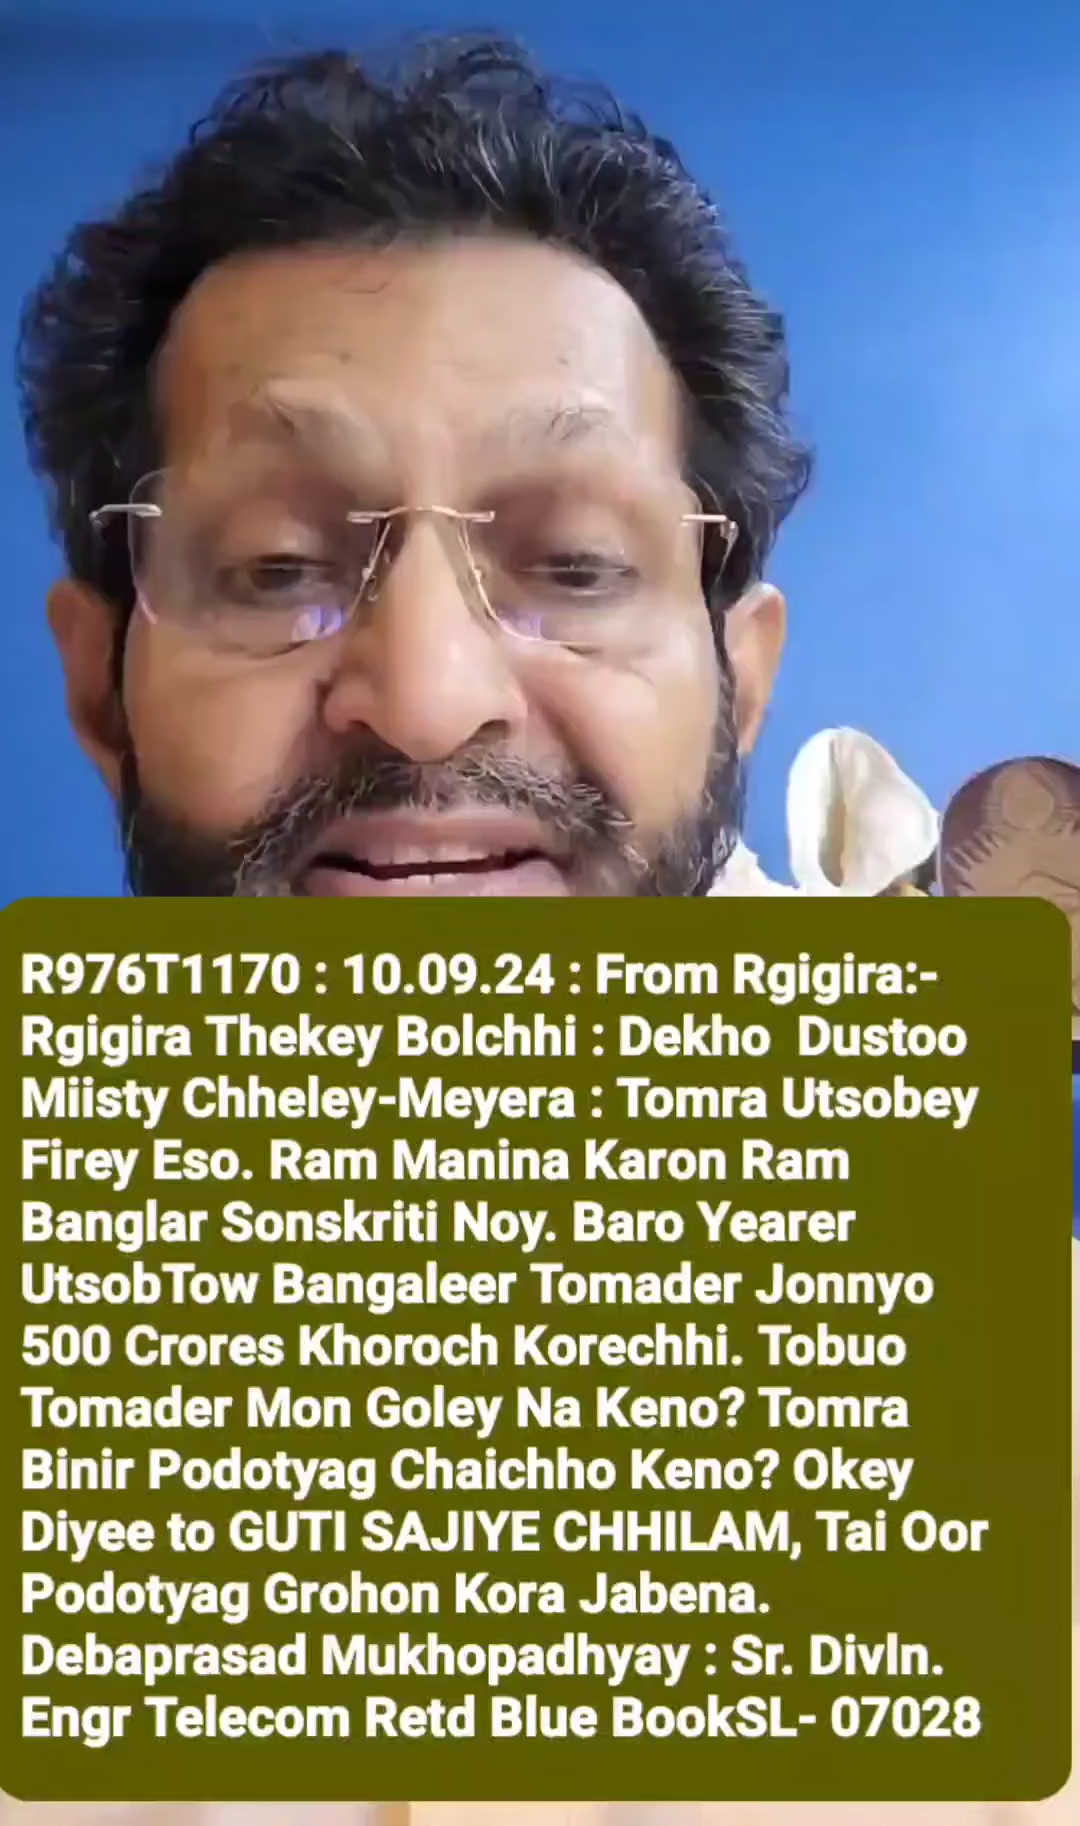 R976T1170 : 10.09.24 : From Rgigira:-
Rgigira Thekey Bolchhi : Dekho Dustoo
Miisty Chheley-Meyera : Tomra Utsobey
Firey Eso. Ram Manina Karon Ram
Banglar Sonskriti Noy. Baro Yearer
UtsobTow Bangaleer Tomader Jonnyo
500 Crores Khoroch Korechhi. Tobuo
Tomader Mon Goley Na Keno? Tomra
Binir Podotyag Chaichho Keno? Okey
Diyee to GUTI SAJIYE CHHILAM, Tai Oor
Podotyag Grohon Kora Jabena.
Debaprasad Mukhopadhyay : Sr. Divln.
Engr Telecom Retd Blue BookSL- 07028